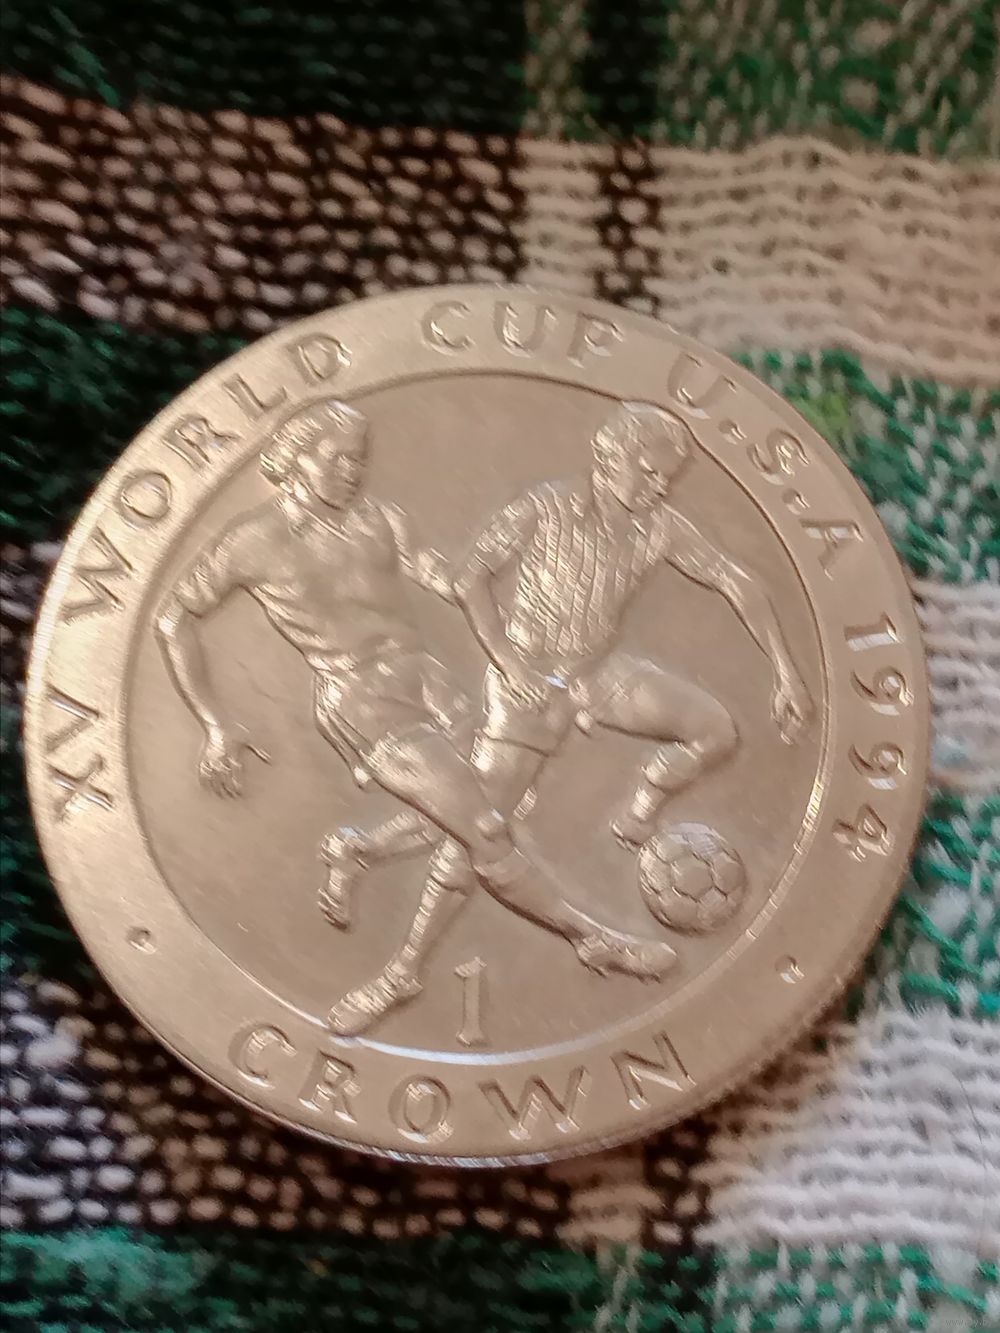 XV WORLD CUP U.S.A 1994
1
CROWN